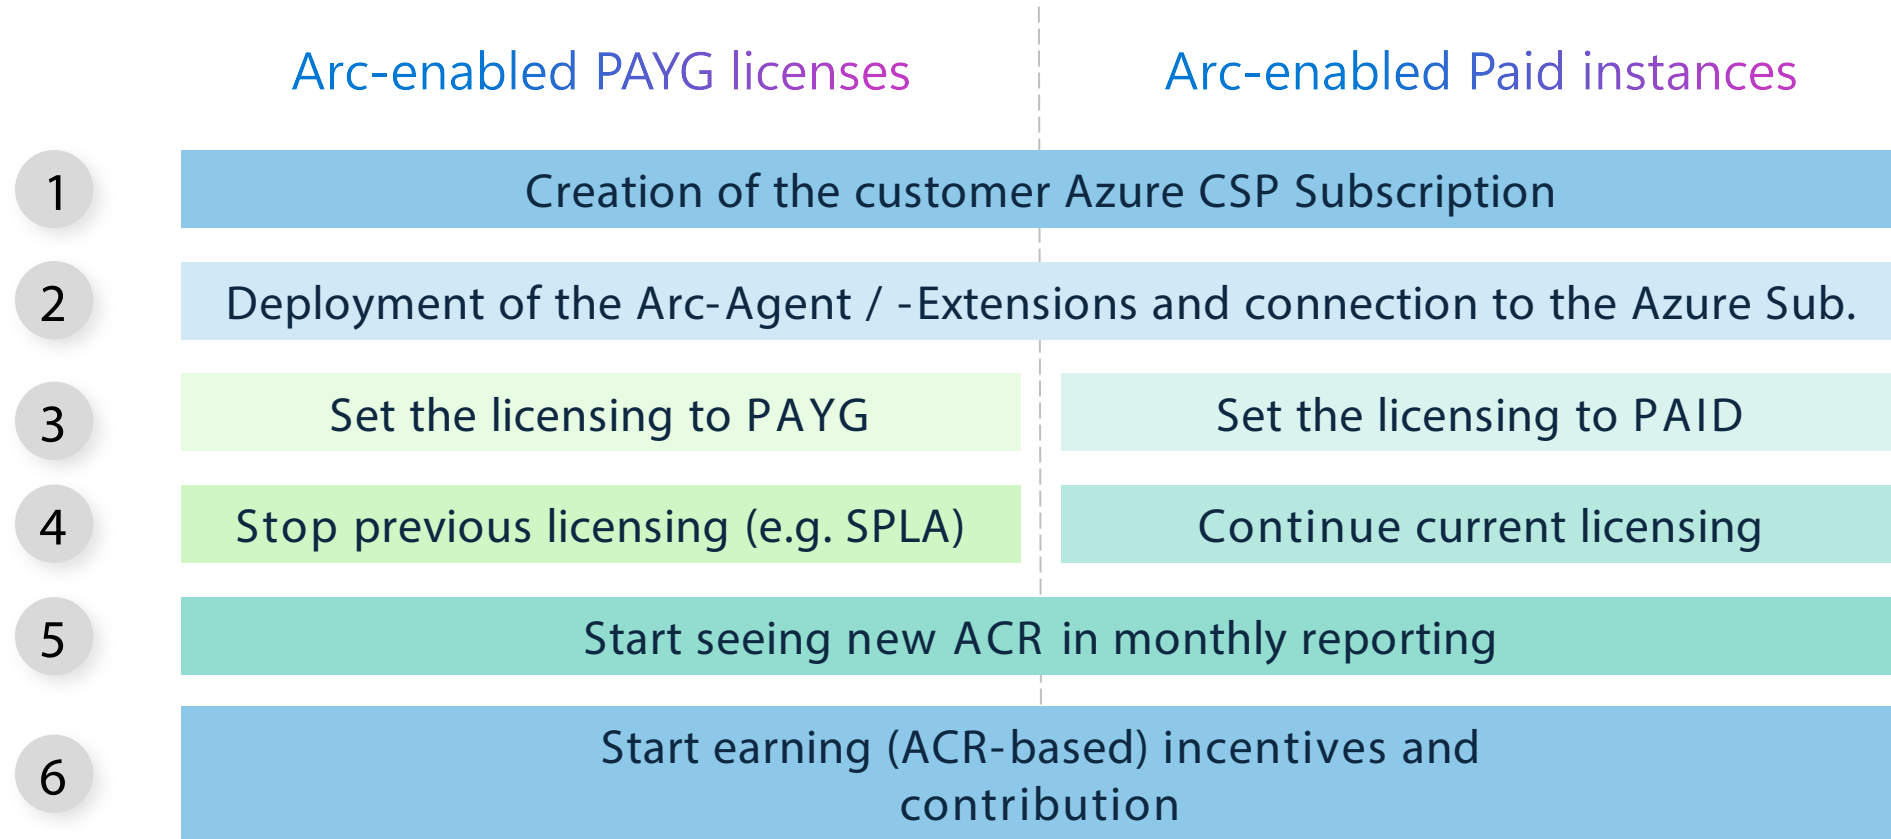 Arc-enabled PAYG licenses
Arc-enabled Paid instances
1
Creation of the customer Azure CSP Subscription
2
Deployment of the Arc-Agent / -Extensions and connection to the Azure Sub.
3
Set the licensing to PAYG
Set the licensing to PAID
4
Stop previous licensing (e.g. SPLA)
Continue current licensing
5
Start seeing new ACR in monthly reporting
6
Start earning (ACR-based) incentives and
contribution